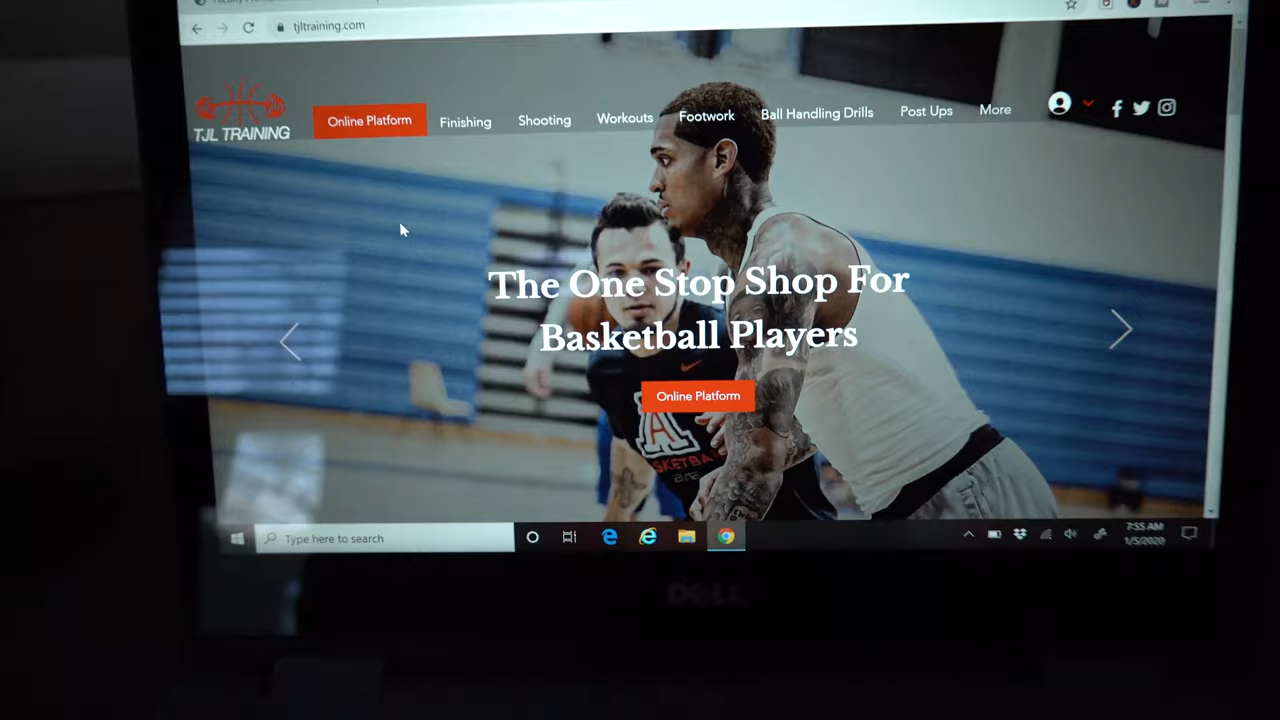 tjltraining.com
TJL TRAINING
Online Platform
Finishing
Shooting
Workouts
Footwork
Ball Handling Drills
Post Ups
More
The One Stop Shop For
Basketball Players
Online Platform
A
Type here to search
7:55 AM
1/5/2020
DELL